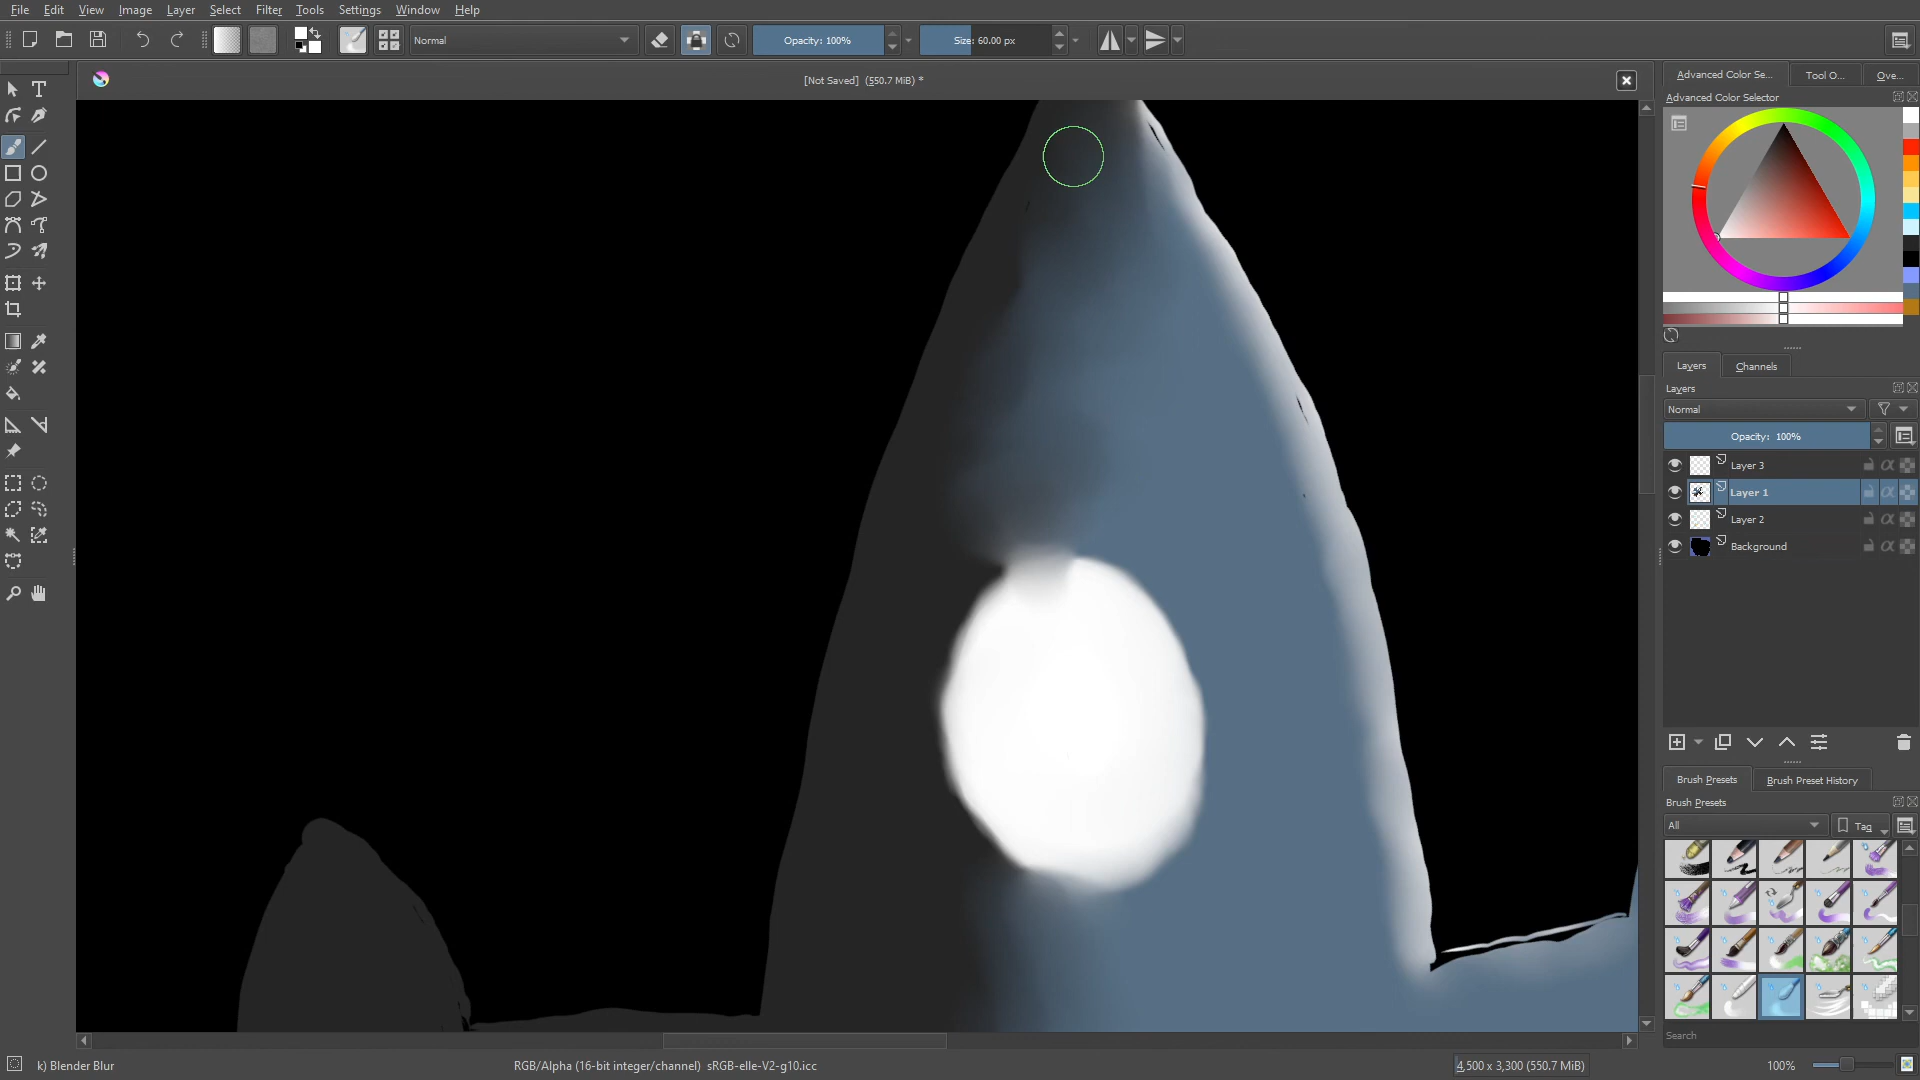 File Edit View Image Layer Select Filter Tools Settings Window Help
Normal
Opacity: 100%
Size: 60.00 px
[Not Saved] (550.7 MiB) *
Advanced Color Se... Tool O... Ove...
Advanced Color Selector
Layers Channels
Layers
Normal
Opacity: 100%
Layer 3
Layer 1
Layer 2
Background
Brush Presets Brush Preset History
Brush Presets
All Tag
Search
k) Blender Blur RGB/Alpha (16-bit integer/channel) sRGB-elle-V2-g10.icc 4,500 x 3,300 (550.7 MiB) 100%